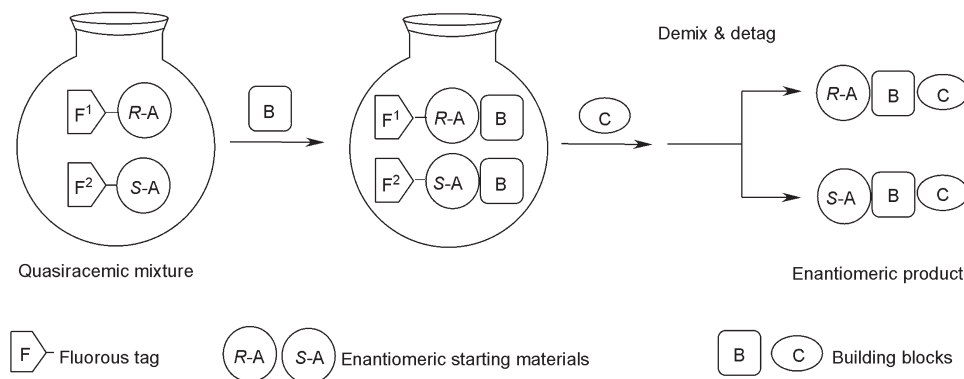 Demix & detag
F1 R-A
F2 S-A
B
F1 R-A B
F2 S-A B
C
R-A B C
S-A B C
Quasiracemic mixture
Enantiomeric product
F Fluorous tag
R-A S-A Enantiomeric starting materials
B C Building blocks